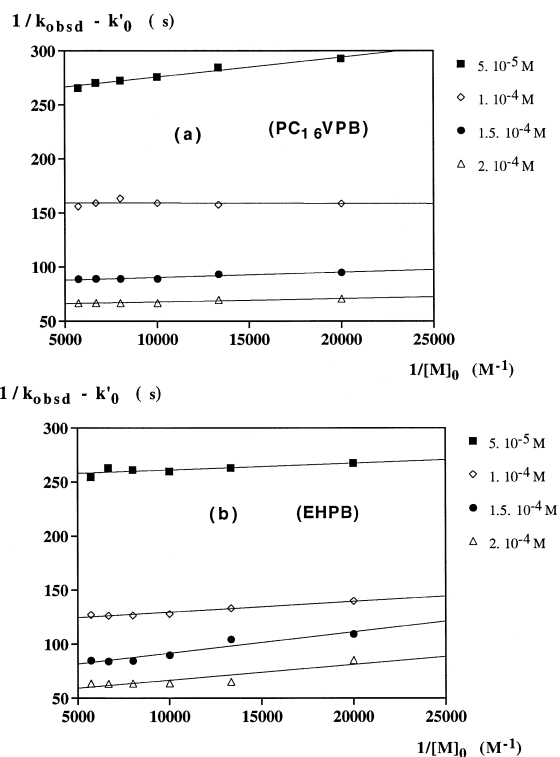 1 / kobsd - k'0 ( s)
300
250
200
150
100
50
5000 10000 15000 20000 25000
1/[M]0 (M-1)
(a) (PC16VPB)
■ 5. 10-5 M
◇ 1. 10-4 M
● 1.5. 10-4 M
△ 2. 10-4 M
1 / kobsd - k'0 ( s)
300
250
200
150
100
50
5000 10000 15000 20000 25000
1/[M]0 (M-1)
(b) (EHPB)
■ 5. 10-5 M
◇ 1. 10-4 M
● 1.5. 10-4 M
△ 2. 10-4 M